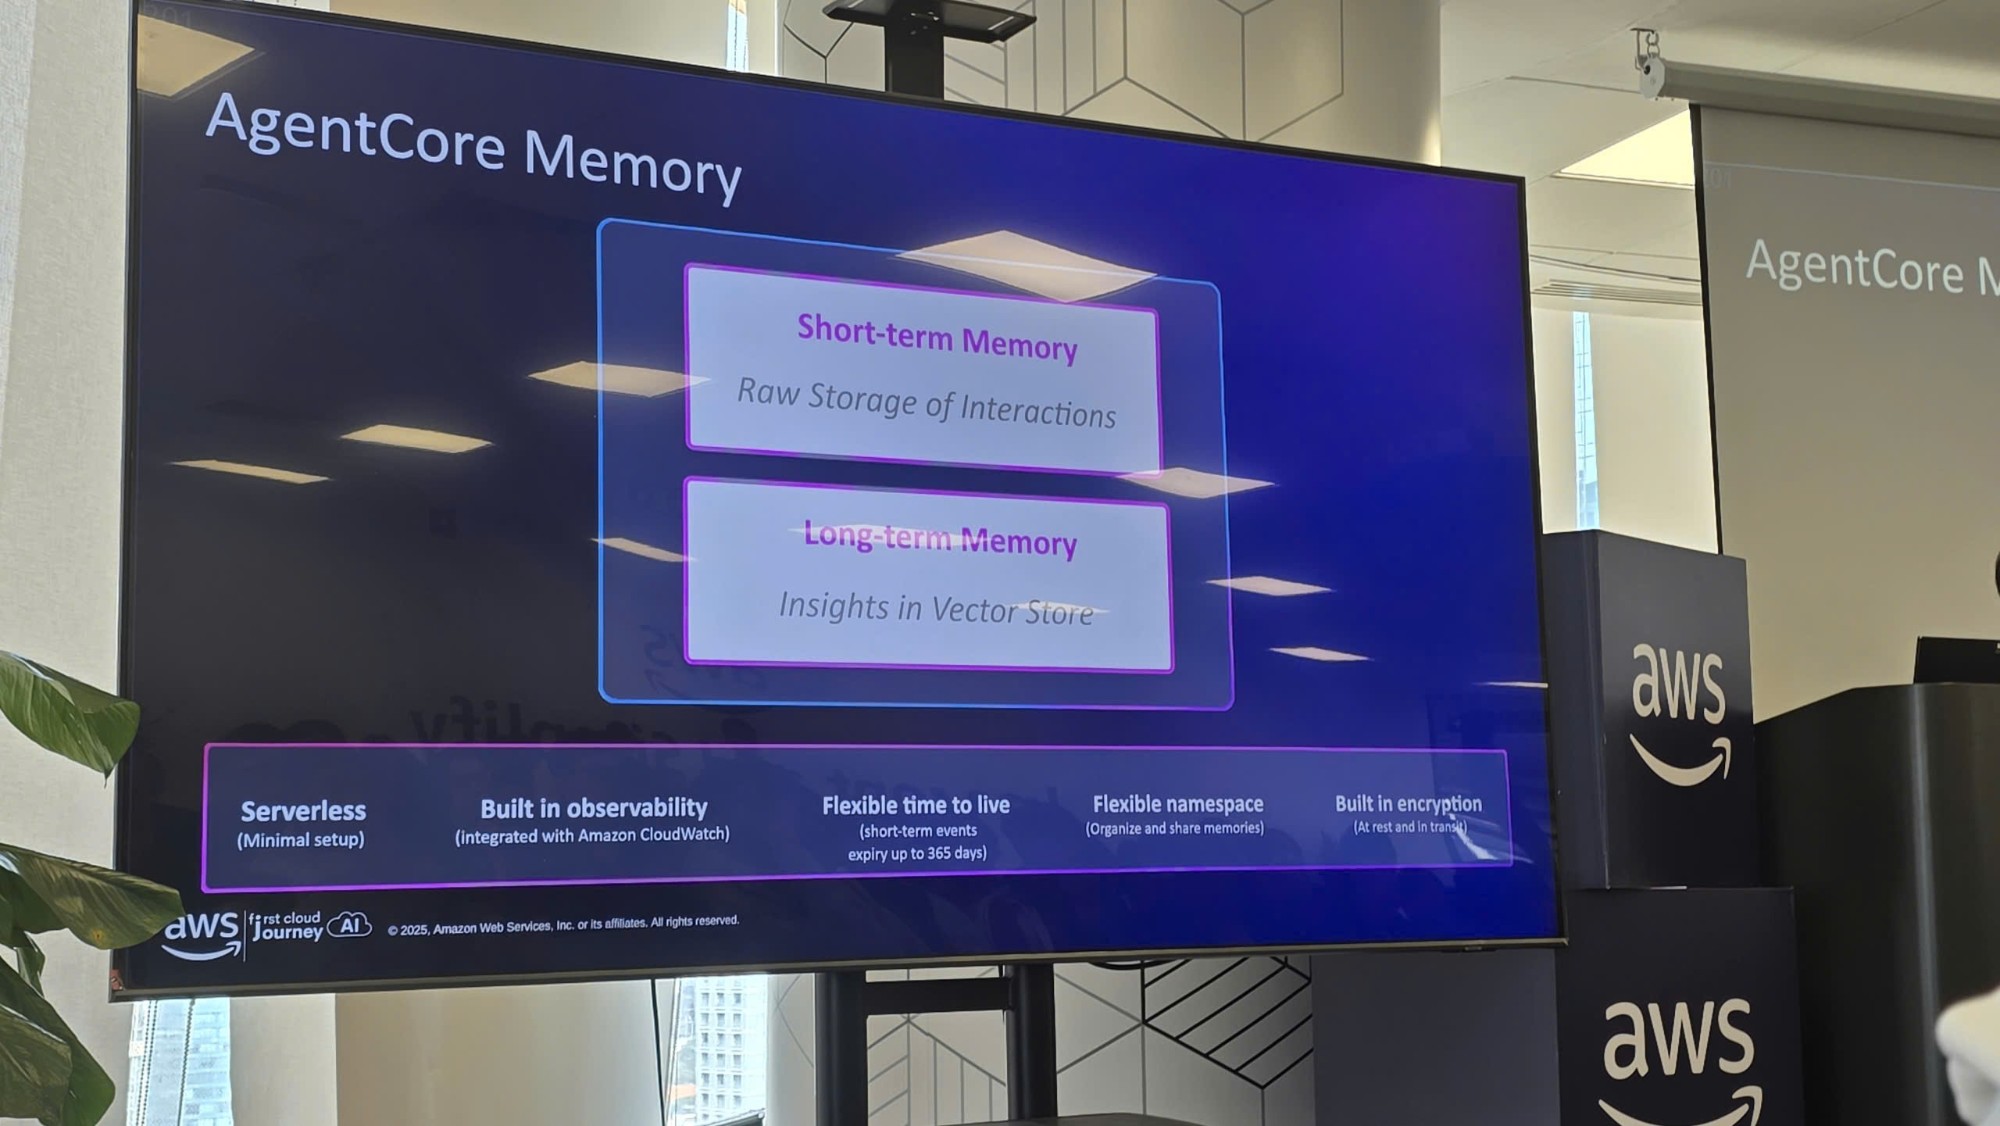 AgentCore Memory
Short-term Memory
Raw Storage of Interactions
Long-term Memory
Insights in Vector Store
Serverless
(Minimal setup)
Built in observability
(integrated with Amazon CloudWatch)
Flexible time to live
(short-term events
expiry up to 365 days)
Flexible namespace
(Organize and share memories)
Built in encryption
(At rest and in transit)
aws
first cloud
journey
AI
© 2025, Amazon Web Services, Inc. or its affiliates. All rights reserved.
AgentCore
aws
aws